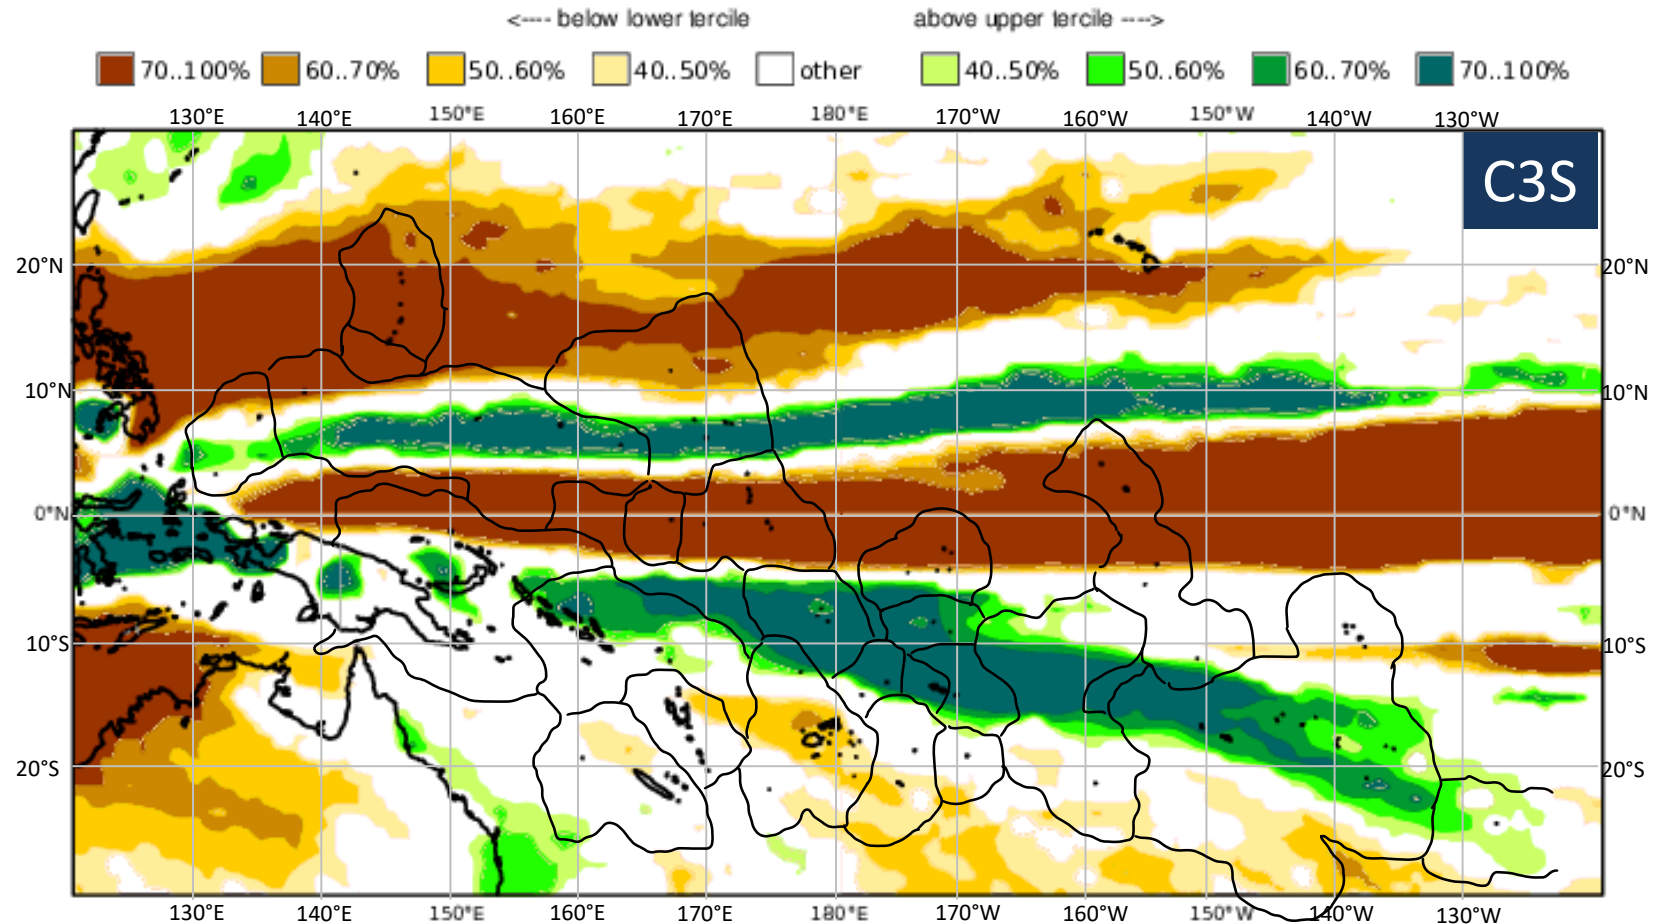 <---- below lower tercile above upper tercile ---->
70..100% 60..70% 50..60% 40..50% other 40..50% 50..60% 60..70% 70..100%
130°E 140°E 150°E 160°E 170°E 180°E 170°W 160°W 150°W 140°W 130°W
C3S
20°N 20°N
10°N 10°N
0°N 0°N
10°S 10°S
20°S 20°S
130°E 140°E 150°E 160°E 170°E 180°E 170°W 160°W 150°W 140°W 130°W